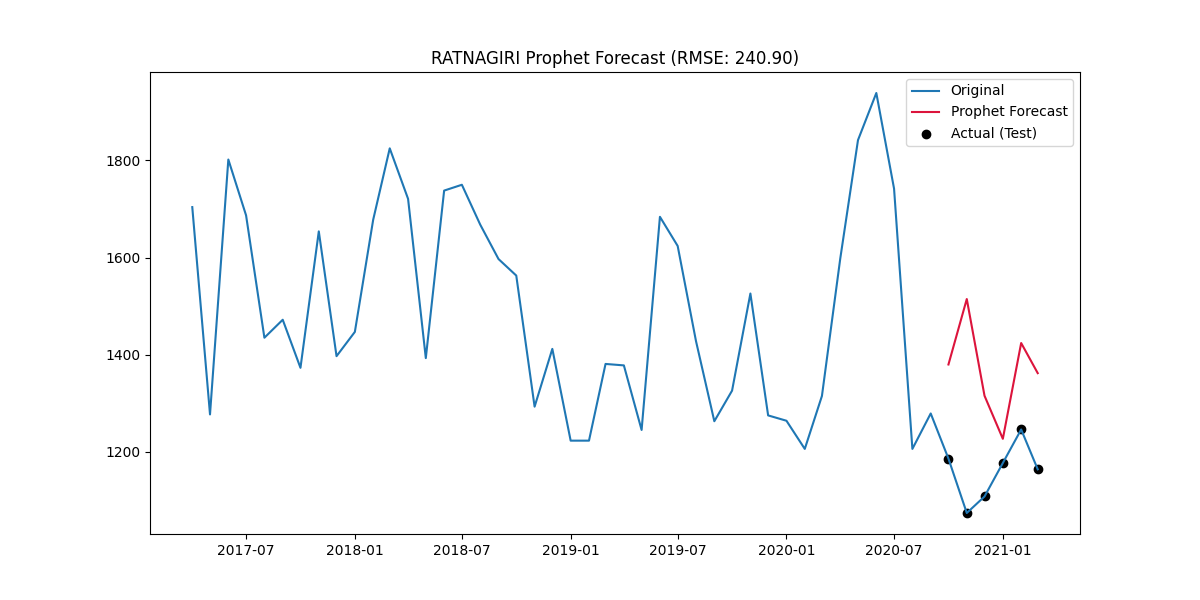 RATNAGIRI Prophet Forecast (RMSE: 240.90)
Original
Prophet Forecast
Actual (Test)
1800
1600
1400
1200
2017-07 2018-01 2018-07 2019-01 2019-07 2020-01 2020-07 2021-01